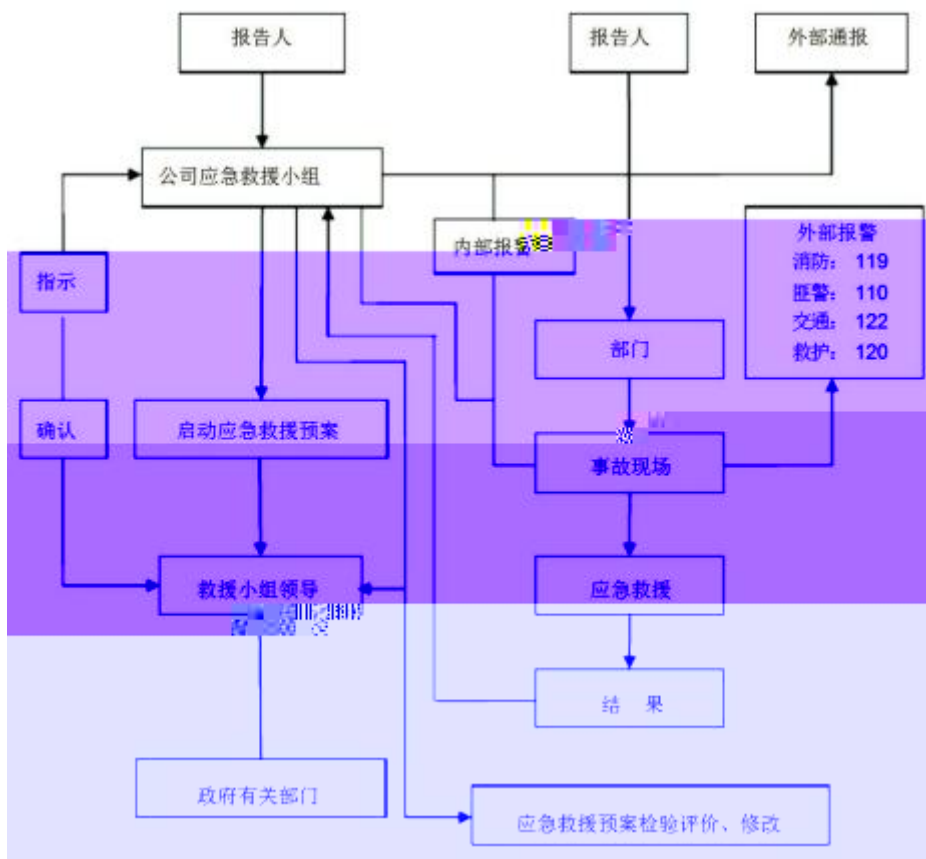 报告人
报告人
外部通报
公司应急救援小组
内部报警
外部报警
消防： 119
匪警： 110
交通： 122
救护： 120
指示
部门
确认
启动应急救援预案
事故现场
救援小组领导
应急救援
结 果
政府有关部门
应急救援预案检验评价、修改